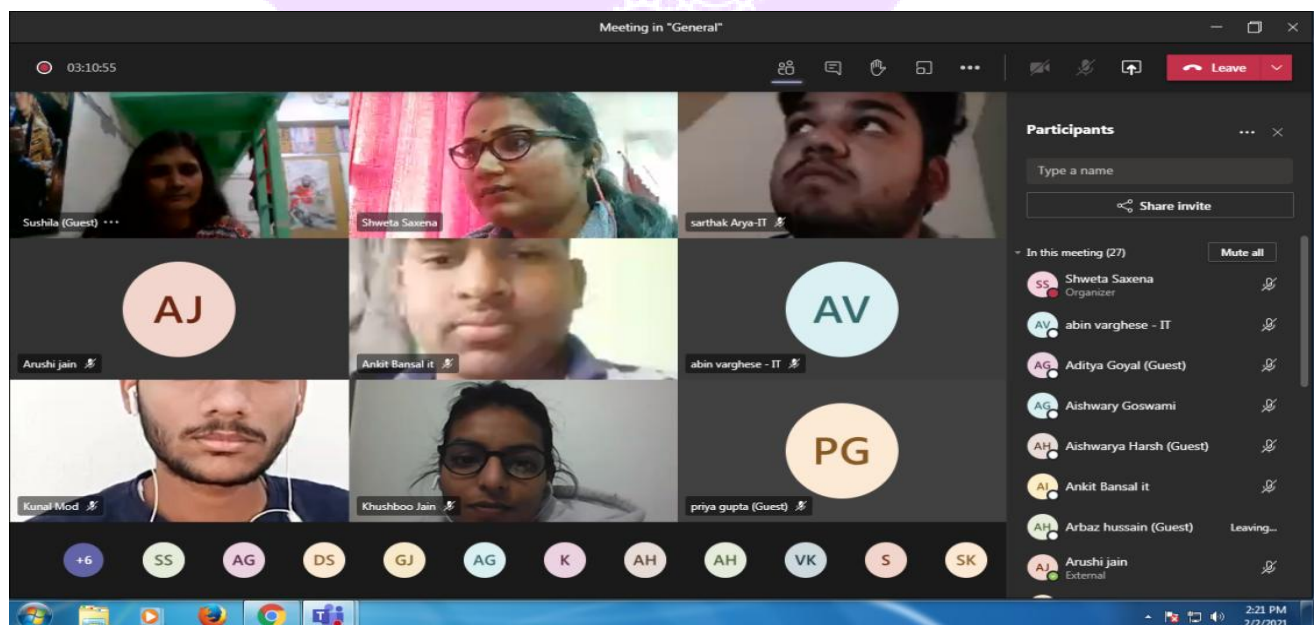 Meeting in "General"
03:10:55
Leave
Sushila (Guest)
Shweta Saxena
sarthak Arya-IT
AJ
Arushi jain
Ankit Bansal it
AV
abin varghese - IT
Kunal Mod
Khushboo Jain
PG
priya gupta (Guest)
+6
SS
AG
DS
GJ
AG
K
AH
AH
VK
S
SK
Participants
Type a name
Share invite
In this meeting (27)
Mute all
SS
Shweta Saxena
Organizer
AV
abin varghese - IT
AG
Aditya Goyal (Guest)
AG
Aishwary Goswami
AH
Aishwarya Harsh (Guest)
AI
Ankit Bansal it
AH
Arbaz hussain (Guest)
Leaving...
AJ
Arushi jain
External
2:21 PM
2/2/2021